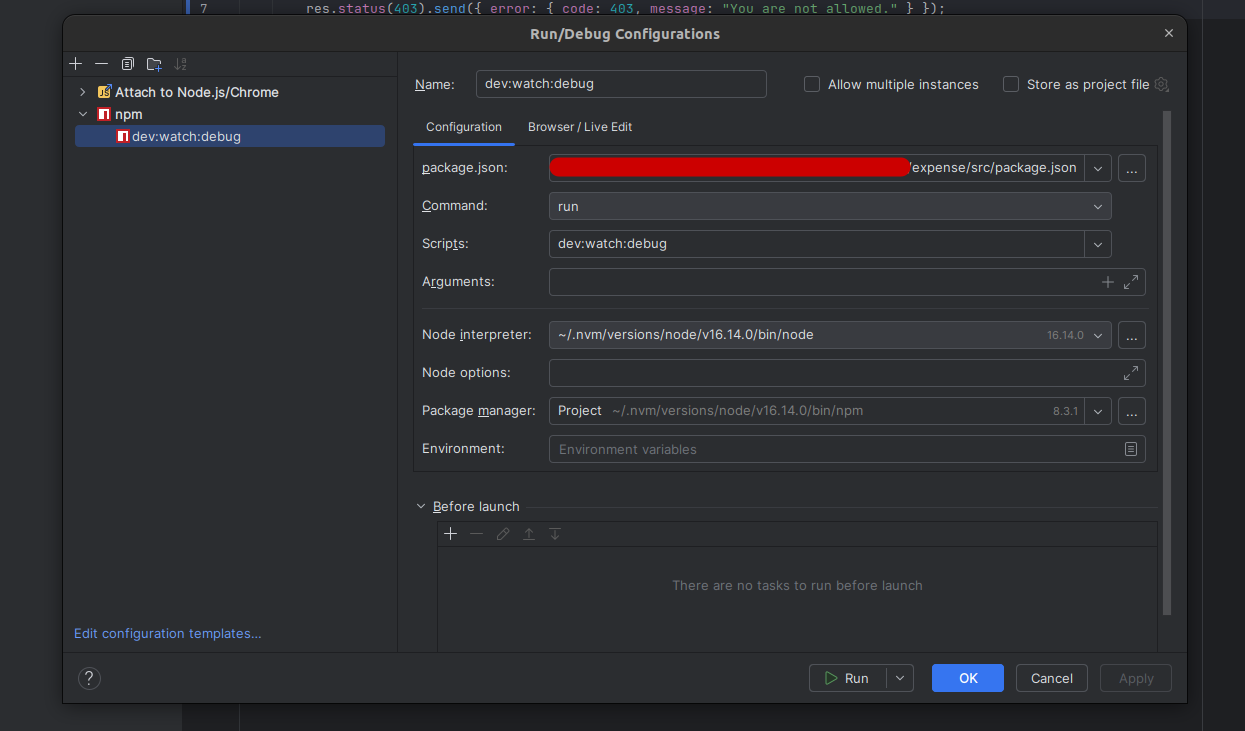 7 res.status(403).send({ error: { code: 403, message: "You are not allowed." } });
Run/Debug Configurations
Attach to Node.js/Chrome
npm
dev:watch:debug
Edit configuration templates...
Name: dev:watch:debug Allow multiple instances Store as project file
Configuration Browser / Live Edit
package.json: /expense/src/package.json ...
Command: run
Scripts: dev:watch:debug
Arguments:
Node interpreter: ~/.nvm/versions/node/v16.14.0/bin/node 16.14.0 ...
Node options:
Package manager: Project ~/.nvm/versions/node/v16.14.0/bin/npm 8.3.1 ...
Environment: Environment variables
Before launch
There are no tasks to run before launch
? Run OK Cancel Apply